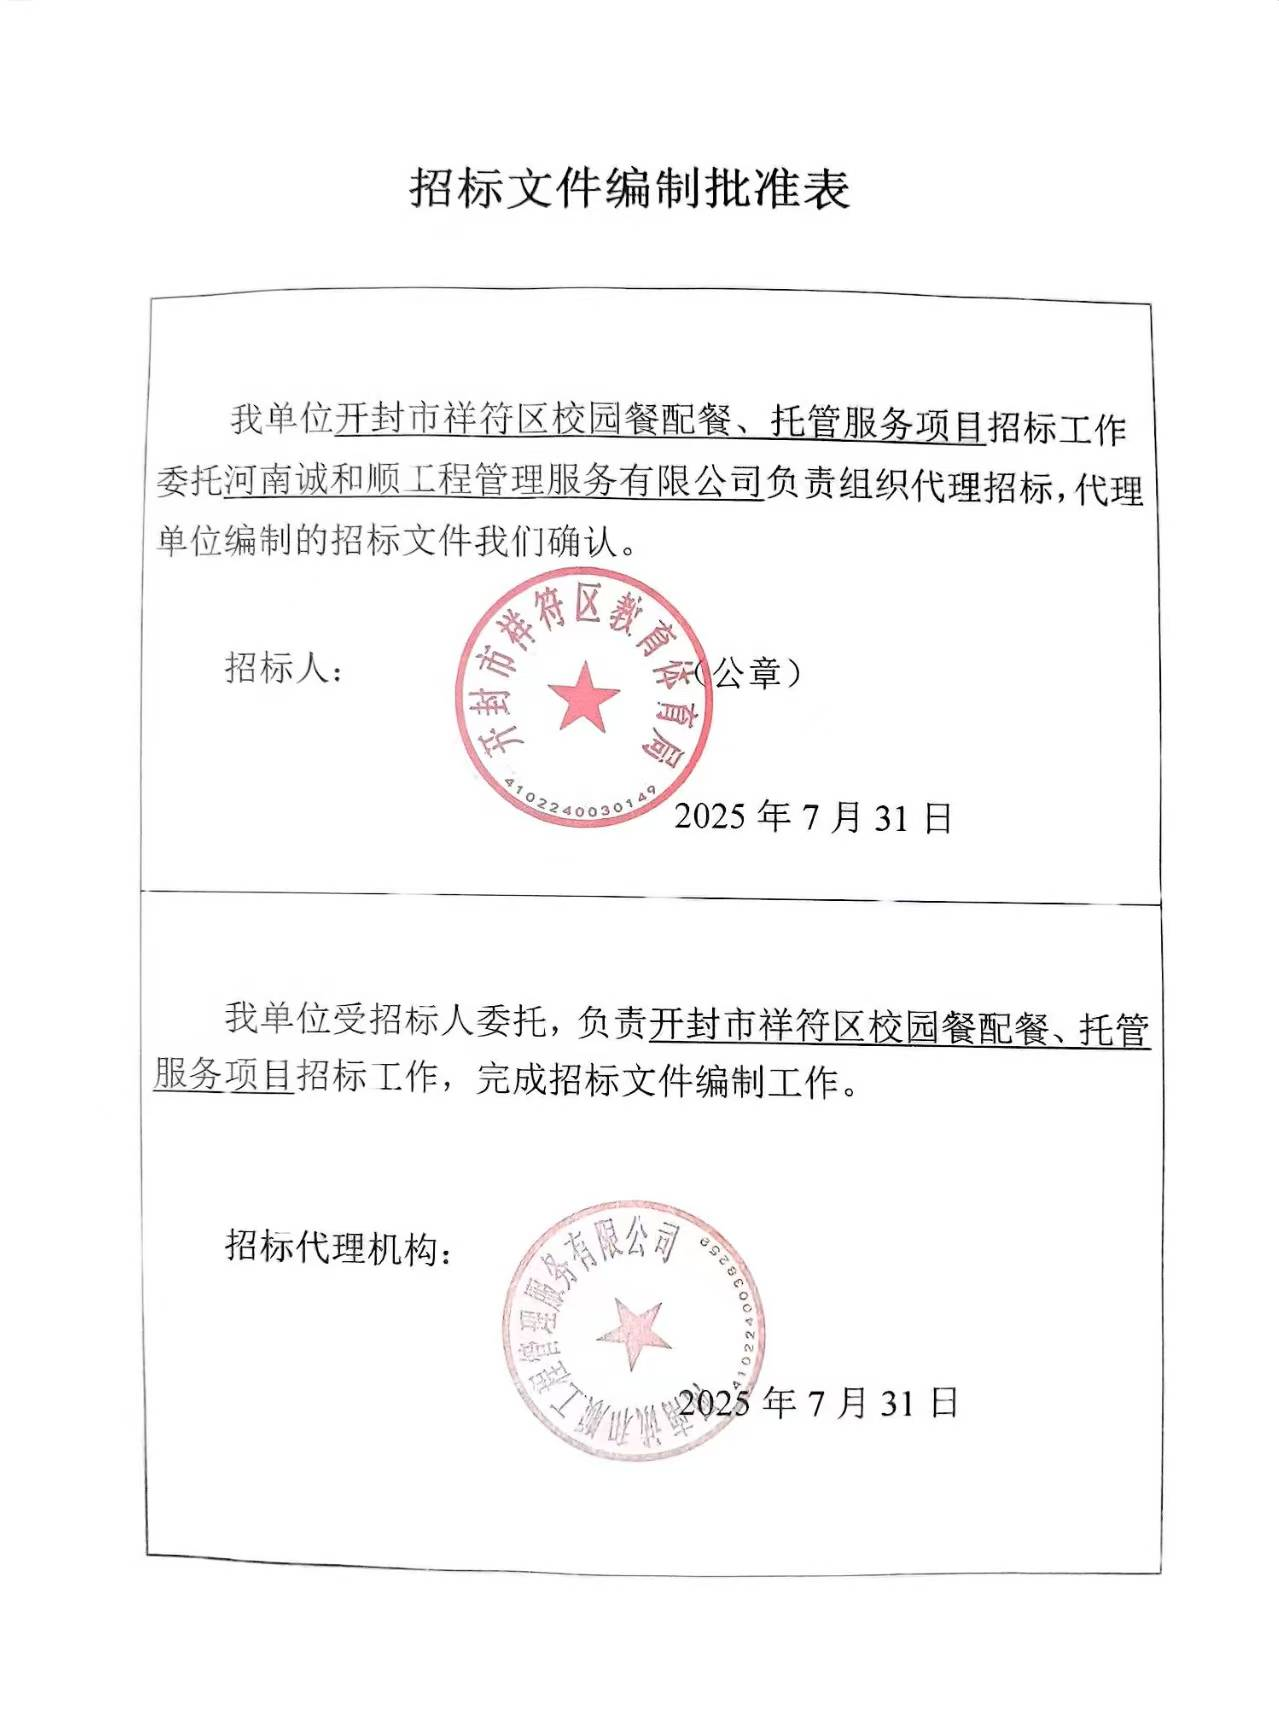 招标文件编制批准表
我单位开封市祥符区校园餐配餐、托管服务项目招标工作
委托河南诚和顺工程管理服务有限公司负责组织代理招标，代理
单位编制的招标文件我们确认。
招标人：
（公章）
开封市祥符区教育体育局
4102240030149
2025 年 7 月 31 日
我单位受招标人委托，负责开封市祥符区校园餐配餐、托管
服务项目招标工作，完成招标文件编制工作。
招标代理机构：
河南诚和顺工程管理服务有限公司
2025 年 7 月 31 日